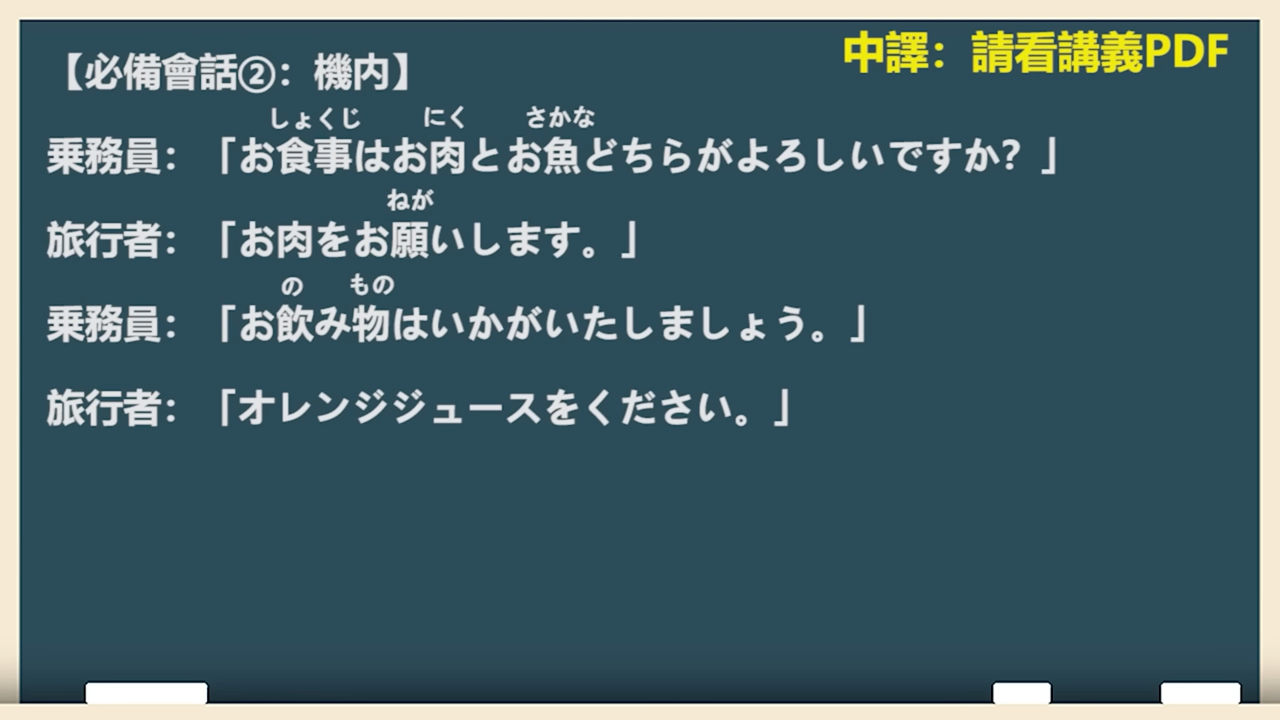 中譯：請看講義PDF
【必備會話②：機内】
しょくじ にく さかな
乗務員：「お食事はお肉とお魚どちらがよろしいですか？」
ねが
旅行者：「お肉をお願いします。」
の もの
乗務員：「お飲み物はいかがいたしましょう。」
旅行者：「オレンジジュースをください。」